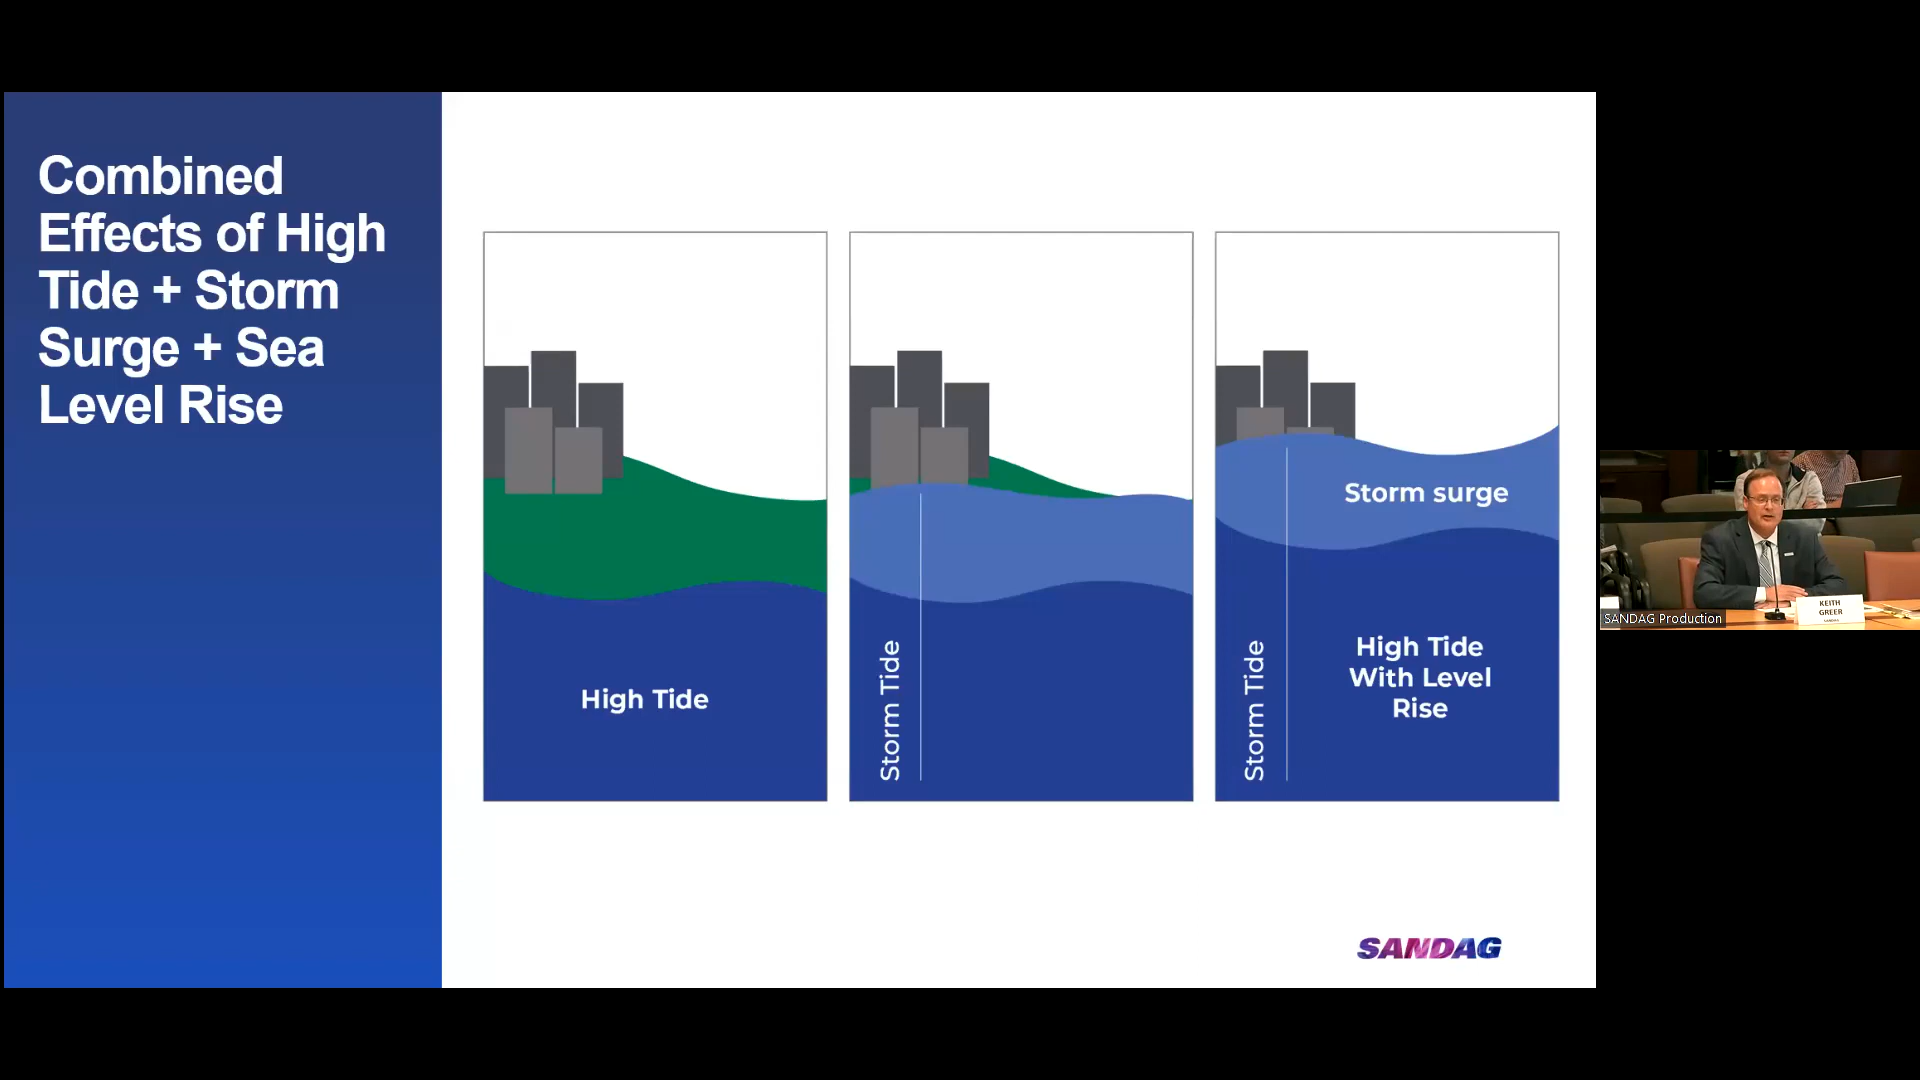 Combined
Effects of High
Tide + Storm
Surge + Sea
Level Rise
High Tide
Storm Tide
Storm surge
Storm Tide
High Tide
With Level
Rise
SANDAG
KEITH
GREER
SANDAG Production